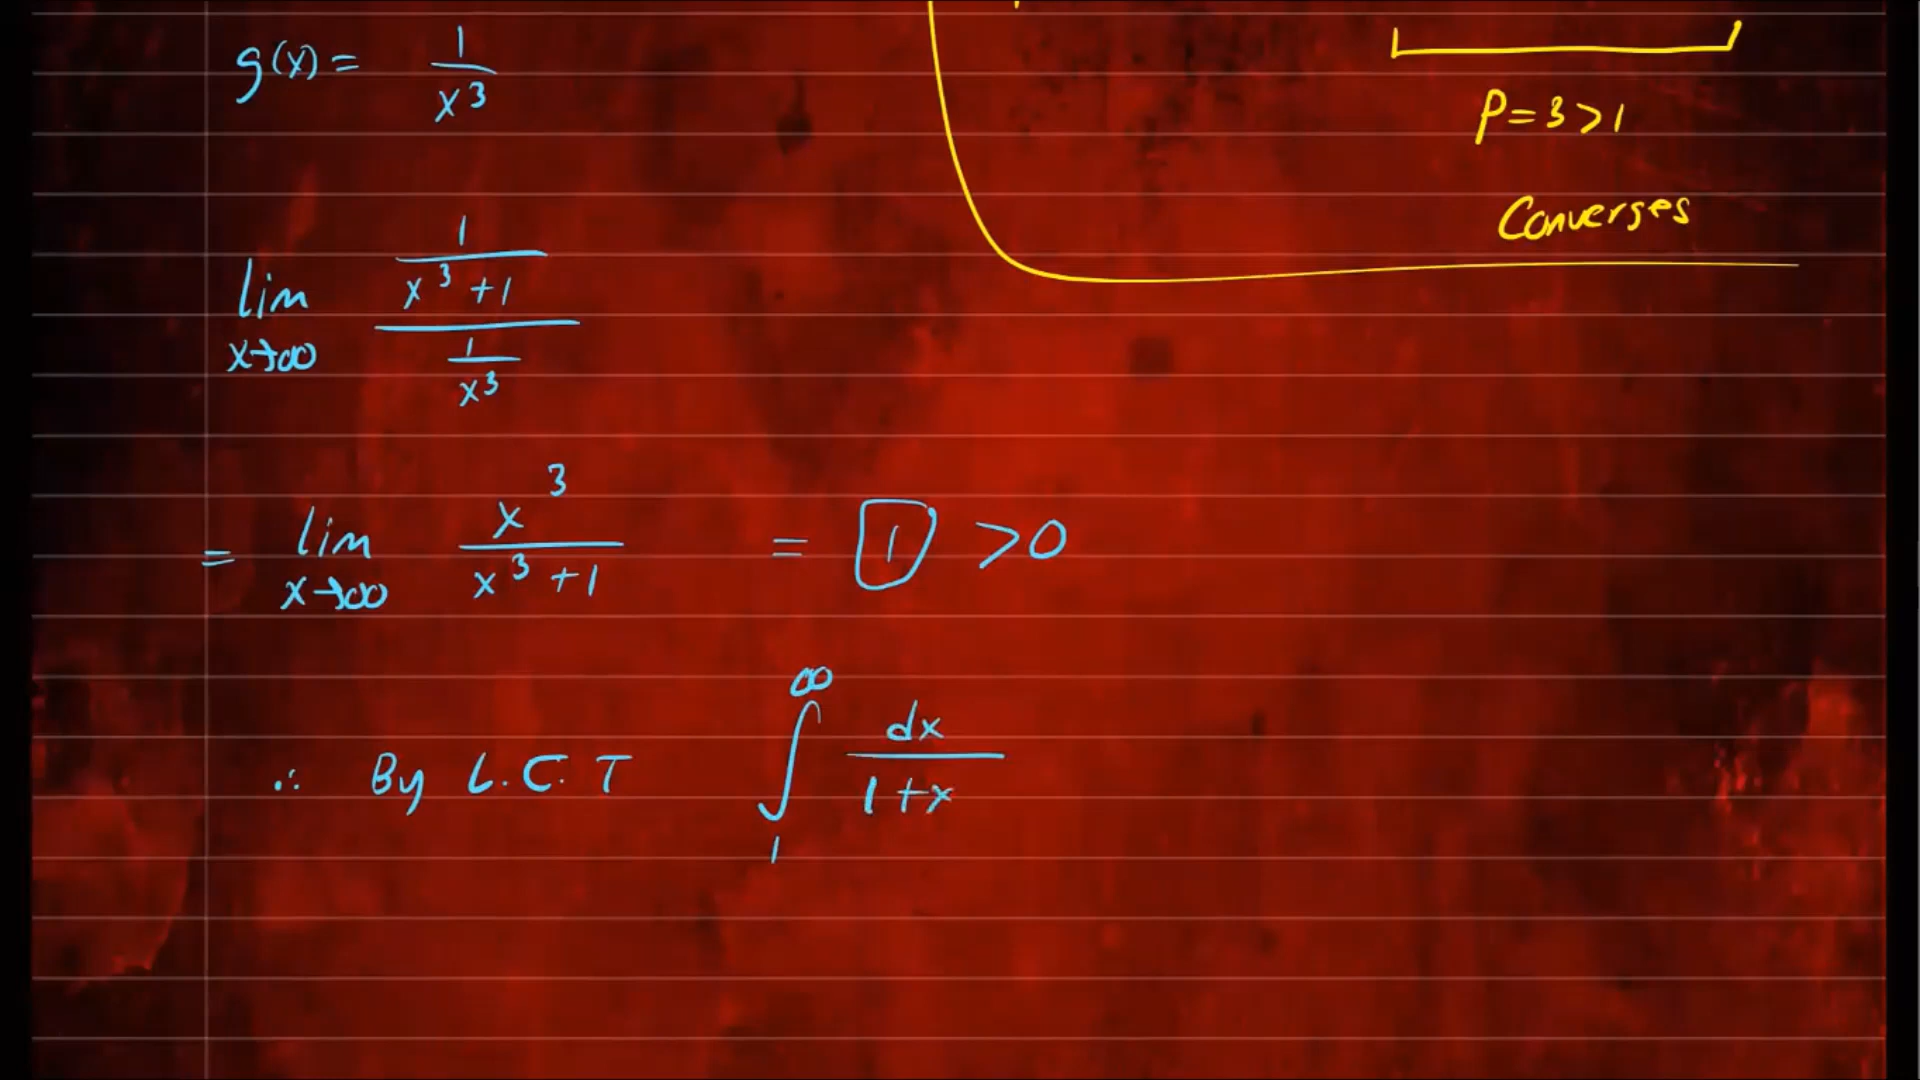 g(x) = 1/x³
P = 3 > 1
Converges
lim x→∞ (1/(x³+1))/(1/x³)
= lim x→∞ x³/(x³+1) = 1 > 0
∴ By L.C.T ∫₁^∞ dx/(1+x)